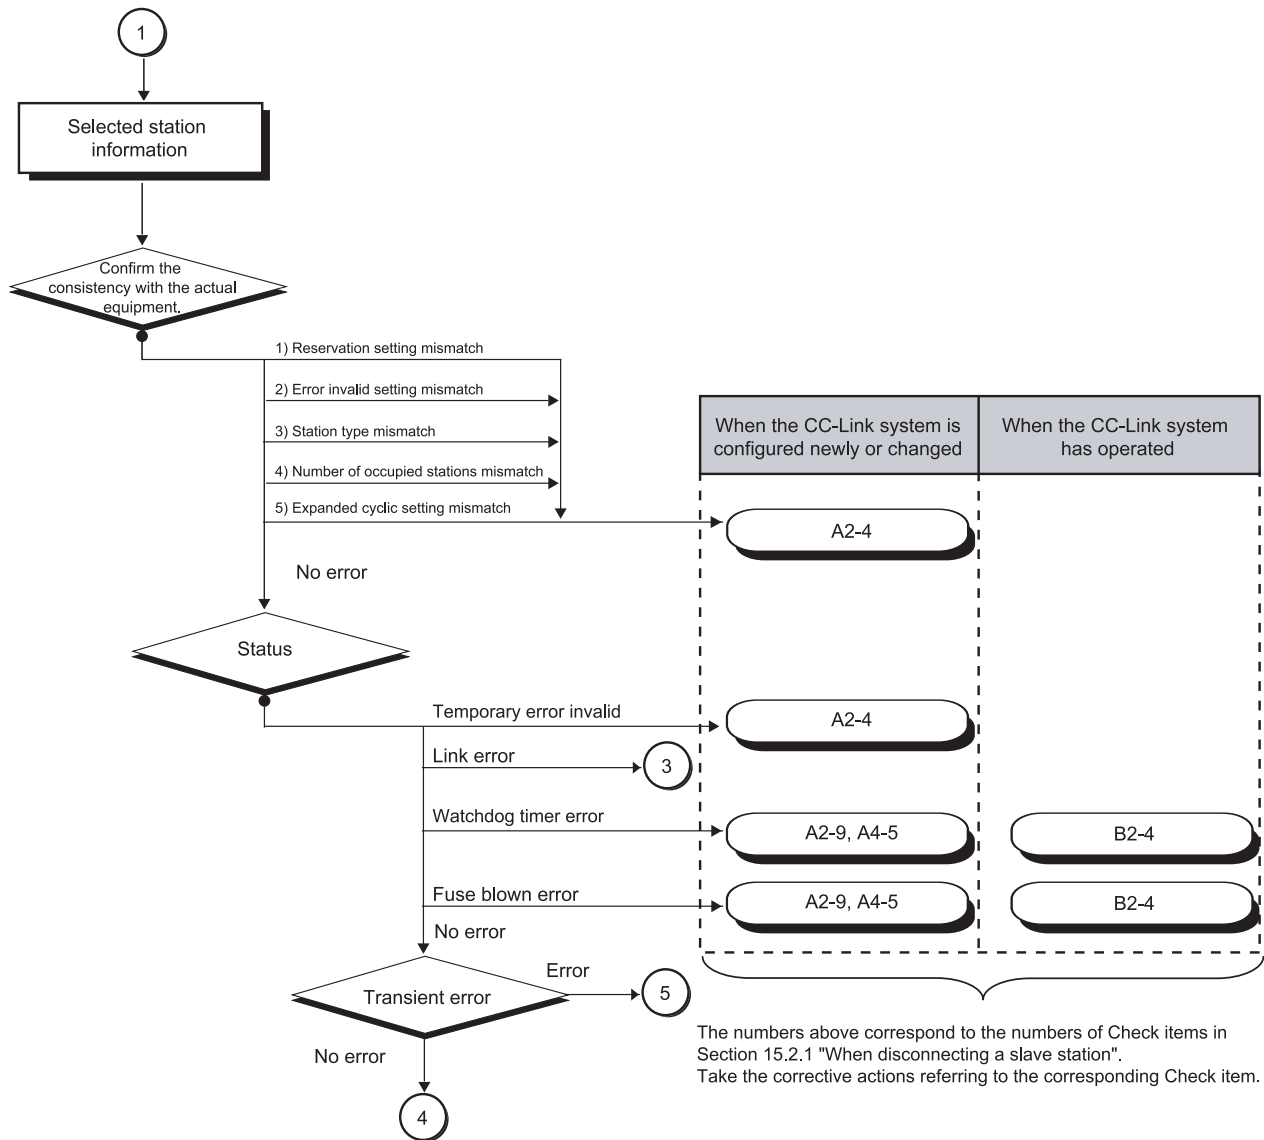 1
Selected station
information
Confirm the
consistency with the actual
equipment.
1) Reservation setting mismatch
2) Error invalid setting mismatch
3) Station type mismatch
4) Number of occupied stations mismatch
5) Expanded cyclic setting mismatch
When the CC-Link system is
configured newly or changed
When the CC-Link system
has operated
A2-4
No error
Status
Temporary error invalid
A2-4
Link error
3
Watchdog timer error
A2-9, A4-5
B2-4
Fuse blown error
A2-9, A4-5
B2-4
No error
Transient error
Error
5
No error
4
The numbers above correspond to the numbers of Check items in
Section 15.2.1 "When disconnecting a slave station".
Take the corrective actions referring to the corresponding Check item.